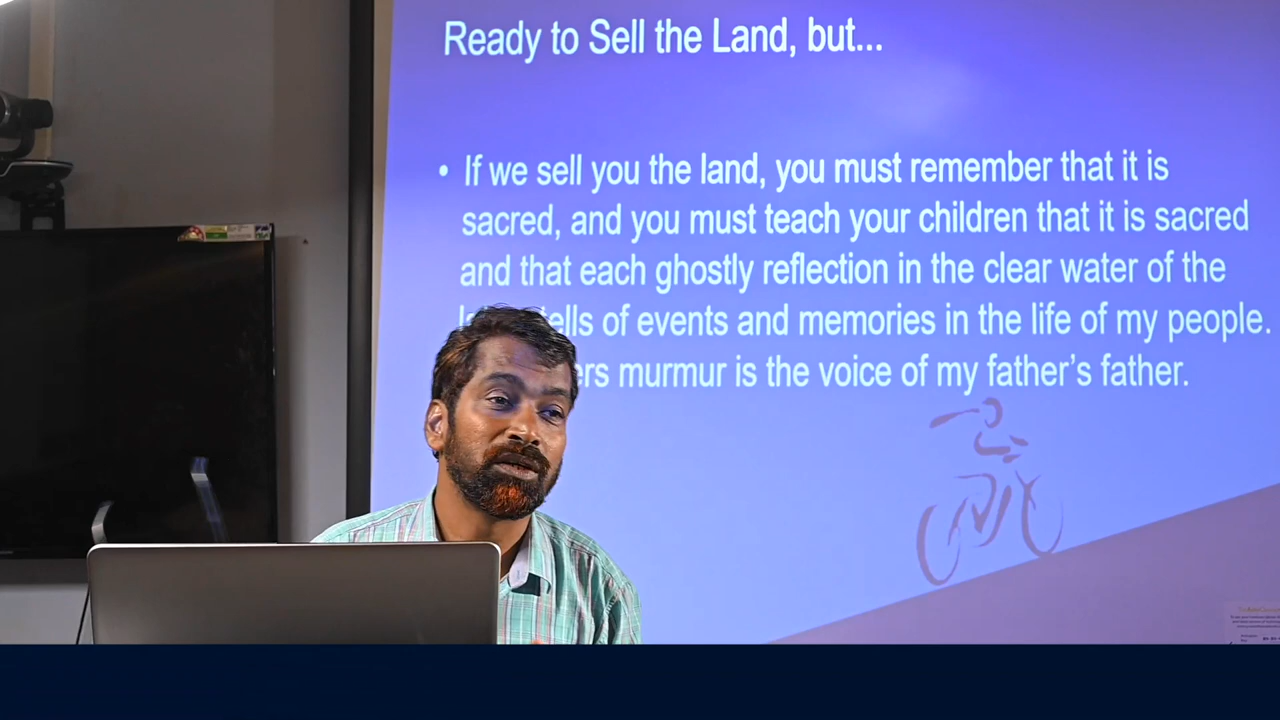 Ready to Sell the Land, but...
• If we sell you the land, you must remember that it is
sacred, and you must teach your children that it is sacred
and that each ghostly reflection in the clear water of the
of events and memories in the life of my people.
murmur is the voice of my father's father.